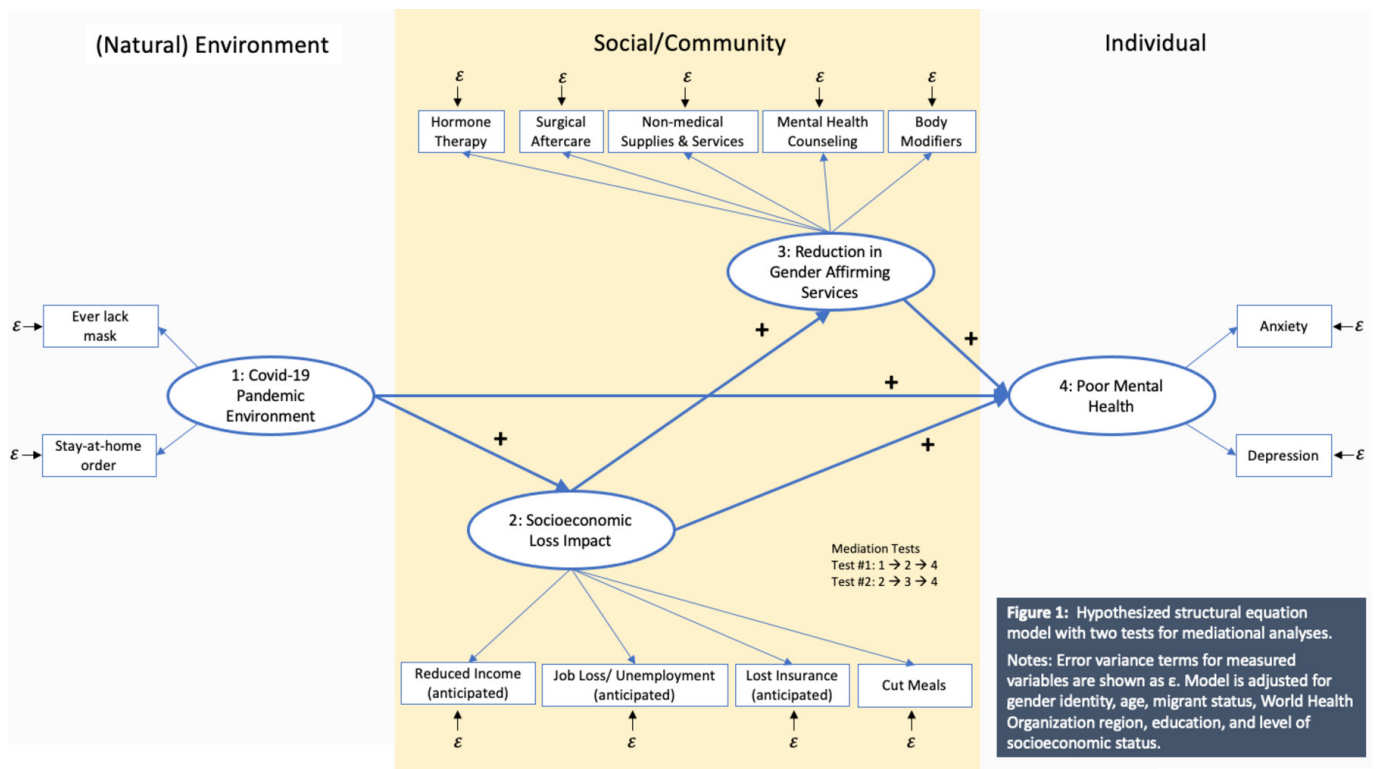 (Natural) Environment
Social/Community
Individual
ε
ε
ε
ε
ε
Hormone
Therapy
Surgical
Aftercare
Non-medical
Supplies & Services
Mental Health
Counseling
Body
Modifiers
3: Reduction in
Gender Affirming
Services
ε
Ever lack
mask
1: Covid-19
Pandemic
Environment
ε
Stay-at-home
order
+
+
+
+
+
4: Poor Mental
Health
Anxiety
ε
Depression
ε
2: Socioeconomic
Loss Impact
Mediation Tests
Test #1: 1 → 2 → 4
Test #2: 2 → 3 → 4
Reduced Income
(anticipated)
Job Loss/ Unemployment
(anticipated)
Lost Insurance
(anticipated)
Cut Meals
ε
ε
ε
ε
Figure 1: Hypothesized structural equation
model with two tests for mediational analyses.
Notes: Error variance terms for measured
variables are shown as ε. Model is adjusted for
gender identity, age, migrant status, World Health
Organization region, education, and level of
socioeconomic status.